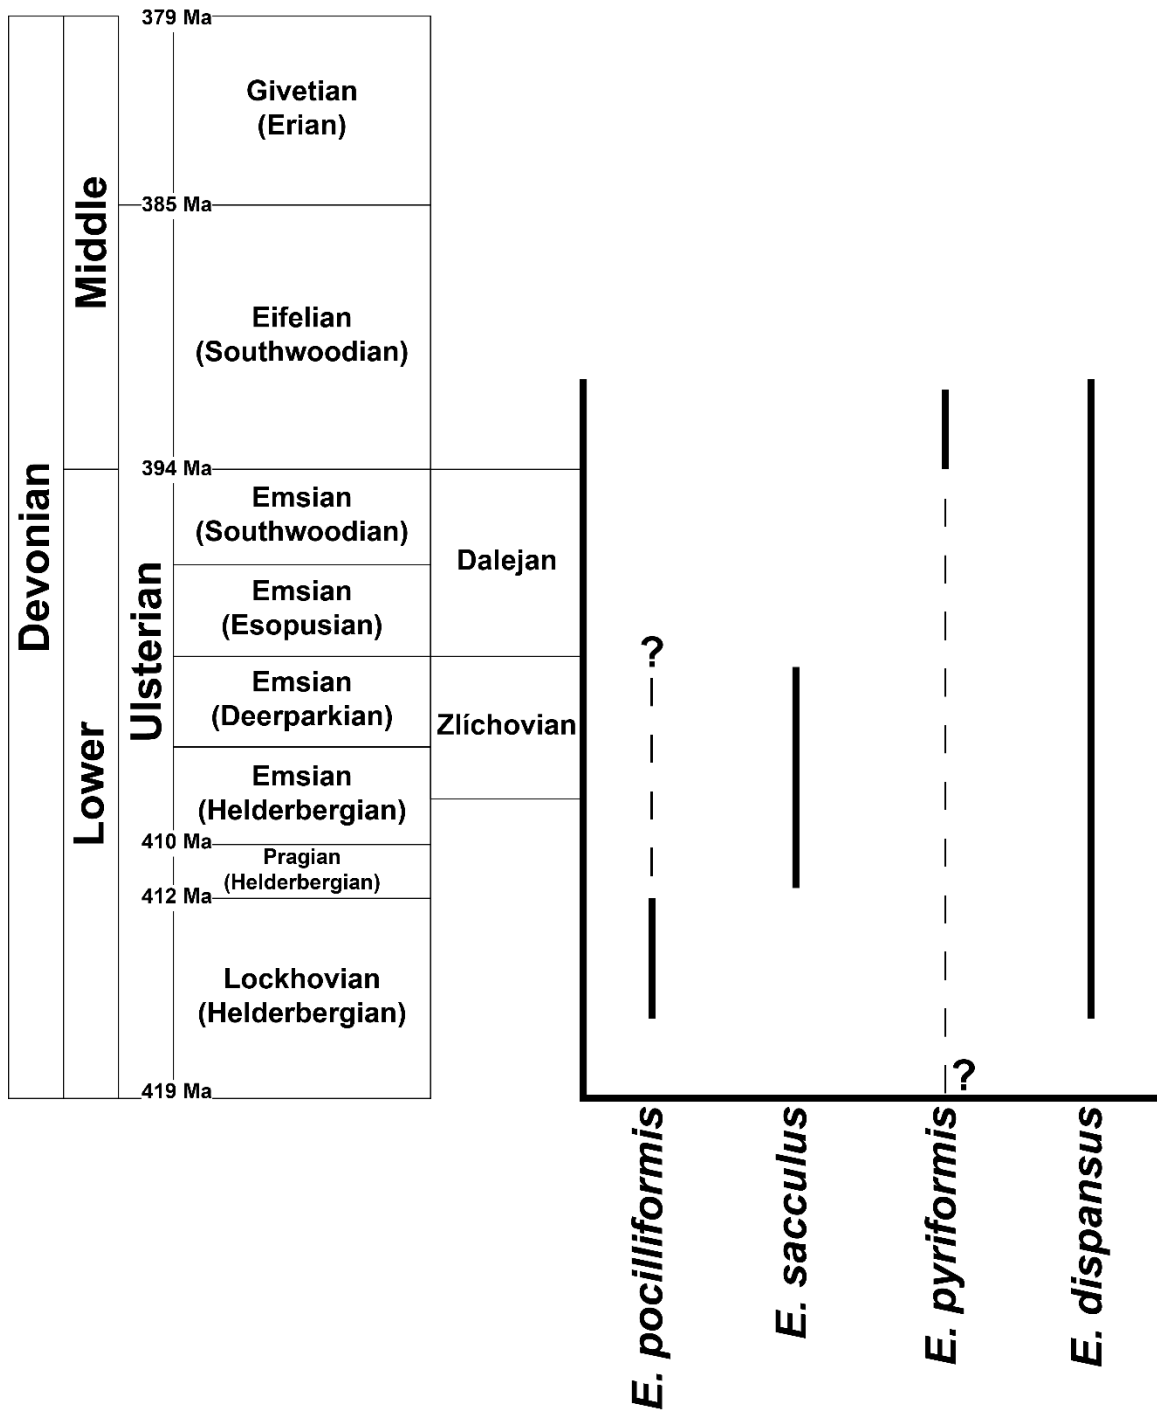 379 Ma
Givetian
(Erian)
385 Ma
Middle
Eifelian
(Southwoodian)
394 Ma
Devonian
Emsian
(Southwoodian)
Dalejan
Ulsterian
Emsian
(Esopusian)
?
Emsian
(Deerparkian)
Zlíchovian
Lower
Emsian
(Helderbergian)
410 Ma
Pragian
(Helderbergian)
412 Ma
Lockhovian
(Helderbergian)
?
419 Ma
E. pocilliformis
E. sacculus
E. pyriformis
E. dispansus